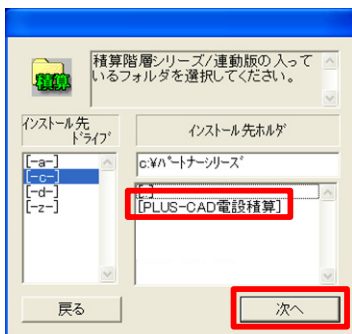 積算
積算階層シリーズ/連動版の入って
いるフォルダを選択してください。
インストール先
ドライブ
インストール先ホルダ
[-a-]
[-c-]
[-d-]
[-z-]
c:¥パートナーシリーズ
[..]
[PLUS-CAD電設積算]
戻る
次へ